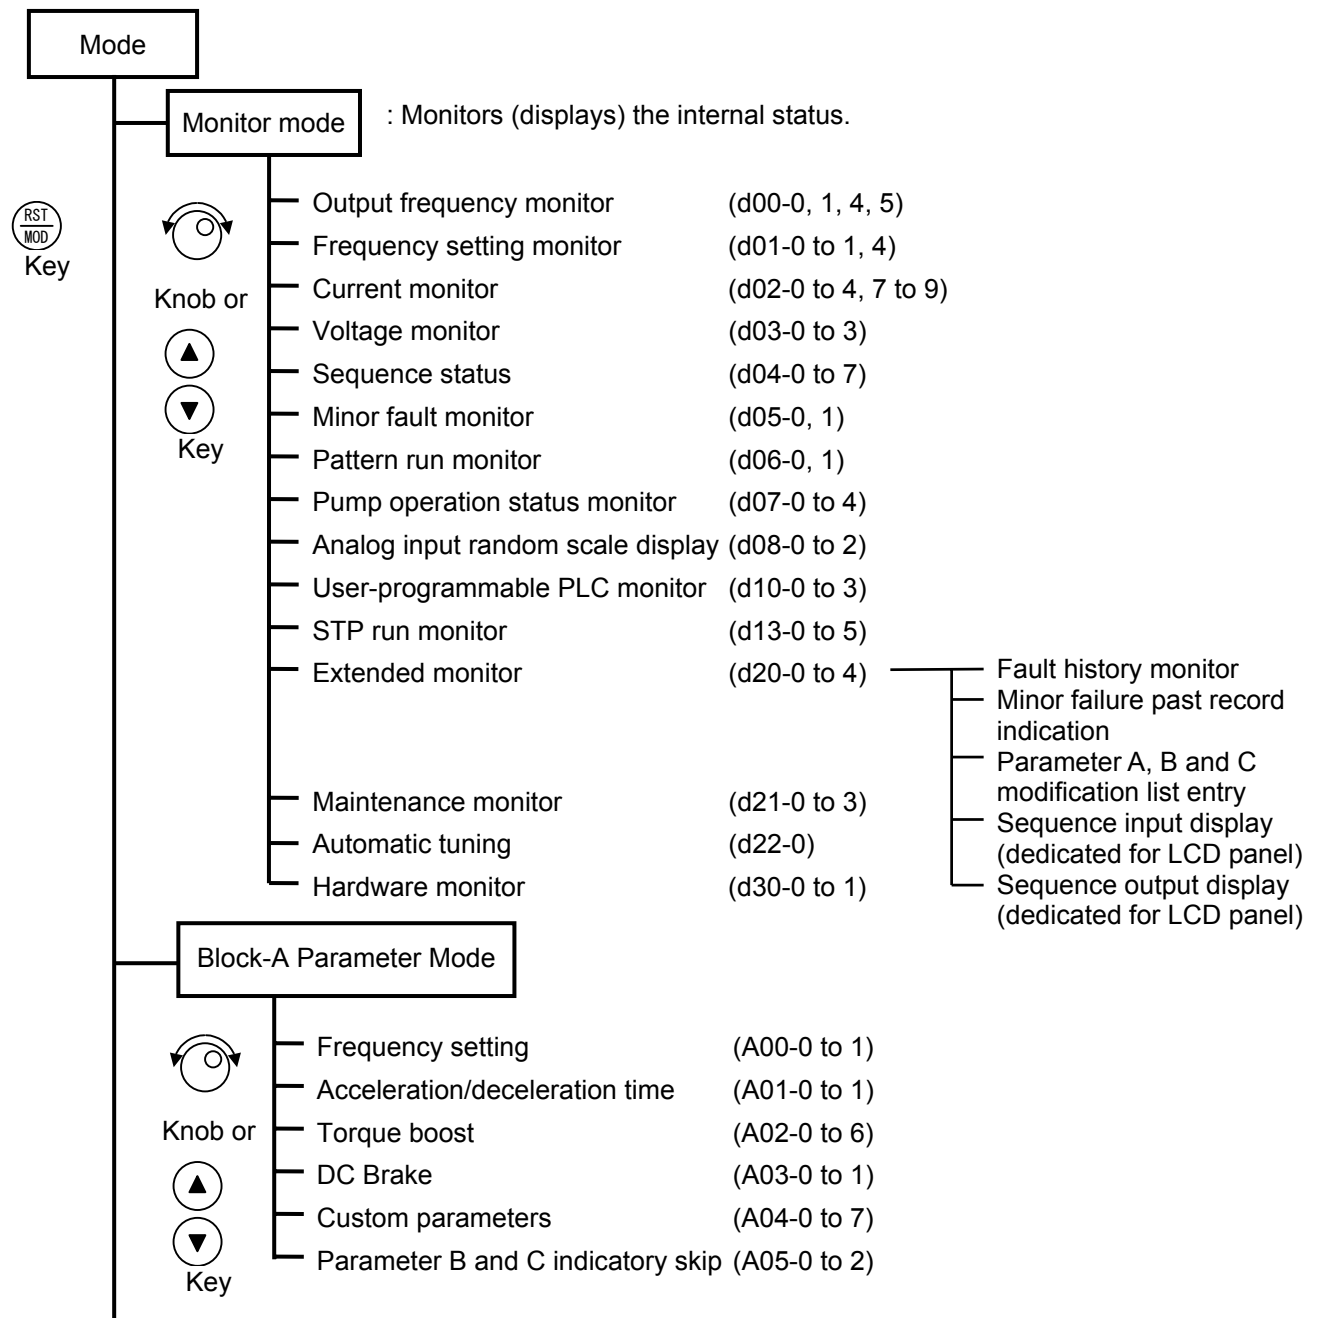 Mode
Monitor mode : Monitors (displays) the internal status.
RST
MOD
Key
Knob or
Key
Output frequency monitor (d00-0, 1, 4, 5)
Frequency setting monitor (d01-0 to 1, 4)
Current monitor (d02-0 to 4, 7 to 9)
Voltage monitor (d03-0 to 3)
Sequence status (d04-0 to 7)
Minor fault monitor (d05-0, 1)
Pattern run monitor (d06-0, 1)
Pump operation status monitor (d07-0 to 4)
Analog input random scale display (d08-0 to 2)
User-programmable PLC monitor (d10-0 to 3)
STP run monitor (d13-0 to 5)
Extended monitor (d20-0 to 4)
Fault history monitor
Minor failure past record
indication
Parameter A, B and C
modification list entry
Sequence input display
(dedicated for LCD panel)
Sequence output display
(dedicated for LCD panel)
Maintenance monitor (d21-0 to 3)
Automatic tuning (d22-0)
Hardware monitor (d30-0 to 1)
Block-A Parameter Mode
Knob or
Key
Frequency setting (A00-0 to 1)
Acceleration/deceleration time (A01-0 to 1)
Torque boost (A02-0 to 6)
DC Brake (A03-0 to 1)
Custom parameters (A04-0 to 7)
Parameter B and C indicatory skip (A05-0 to 2)